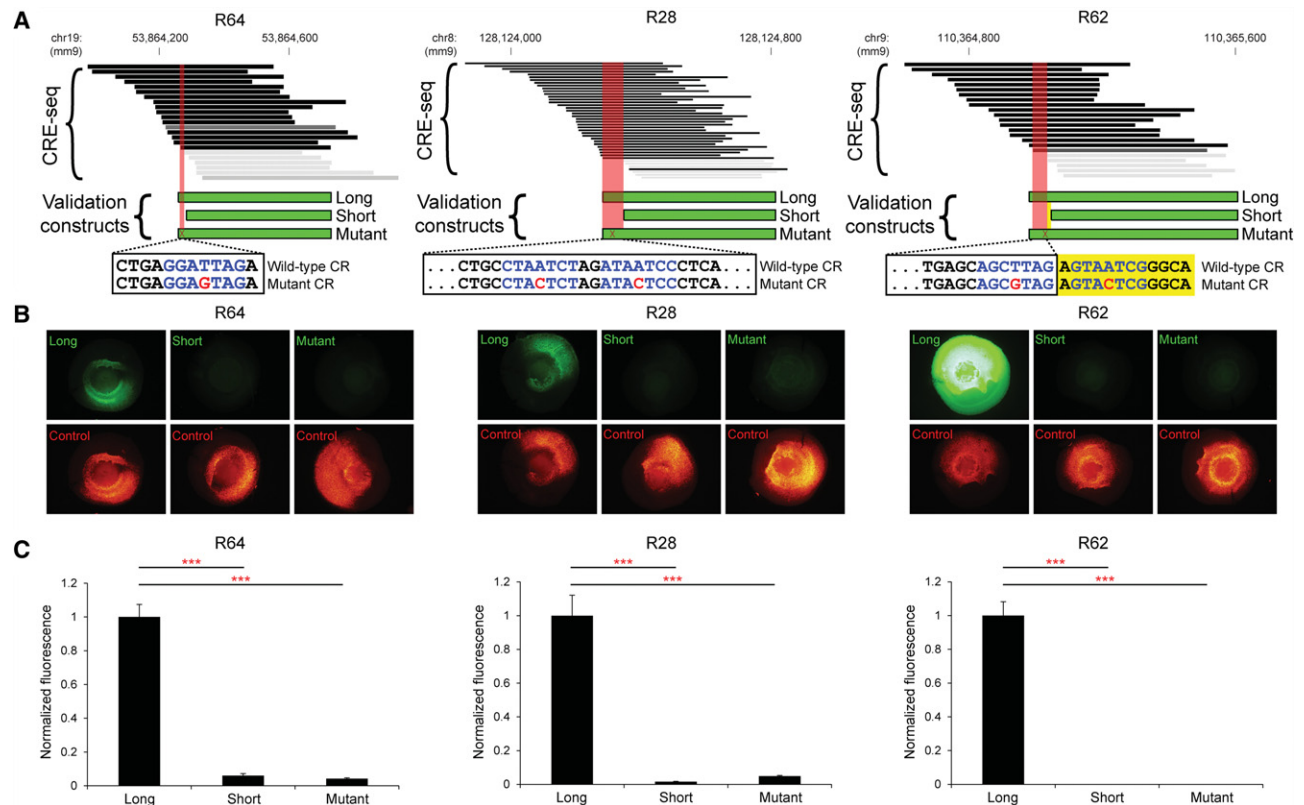 A
R64
R28
R62
chr19: 53,864,200 53,864,600
(mm9)
chr8: 128,124,000 128,124,800
(mm9)
chr9: 110,364,800 110,365,600
(mm9)
CRE-seq
CRE-seq
CRE-seq
Validation constructs
Long
Short
Mutant
Validation constructs
Long
Short
Mutant
Validation constructs
Long
Short
Mutant
CTGAGGATTAGA Wild-type CR
CTGAGGAGTAGA Mutant CR
...CTGCCTAATCTAGATAATCCCTCA... Wild-type CR
...CTGCCTACTCTAGATACTCCCTCA... Mutant CR
...TGAGCAGCTTAGAGTAATCGGGCA Wild-type CR
...TGAGCAGCGTAGAGTACTCGGGCA Mutant CR
B
R64
R28
R62
Long Short Mutant
Control Control Control
Long Short Mutant
Control Control Control
Long Short Mutant
Control Control Control
C
R64
***
***
Normalized fluorescence
1.2
1
0.8
0.6
0.4
0.2
0
Long Short Mutant
R28
***
***
Normalized fluorescence
1.2
1
0.8
0.6
0.4
0.2
0
Long Short Mutant
R62
***
***
Normalized fluorescence
1.2
1
0.8
0.6
0.4
0.2
0
Long Short Mutant